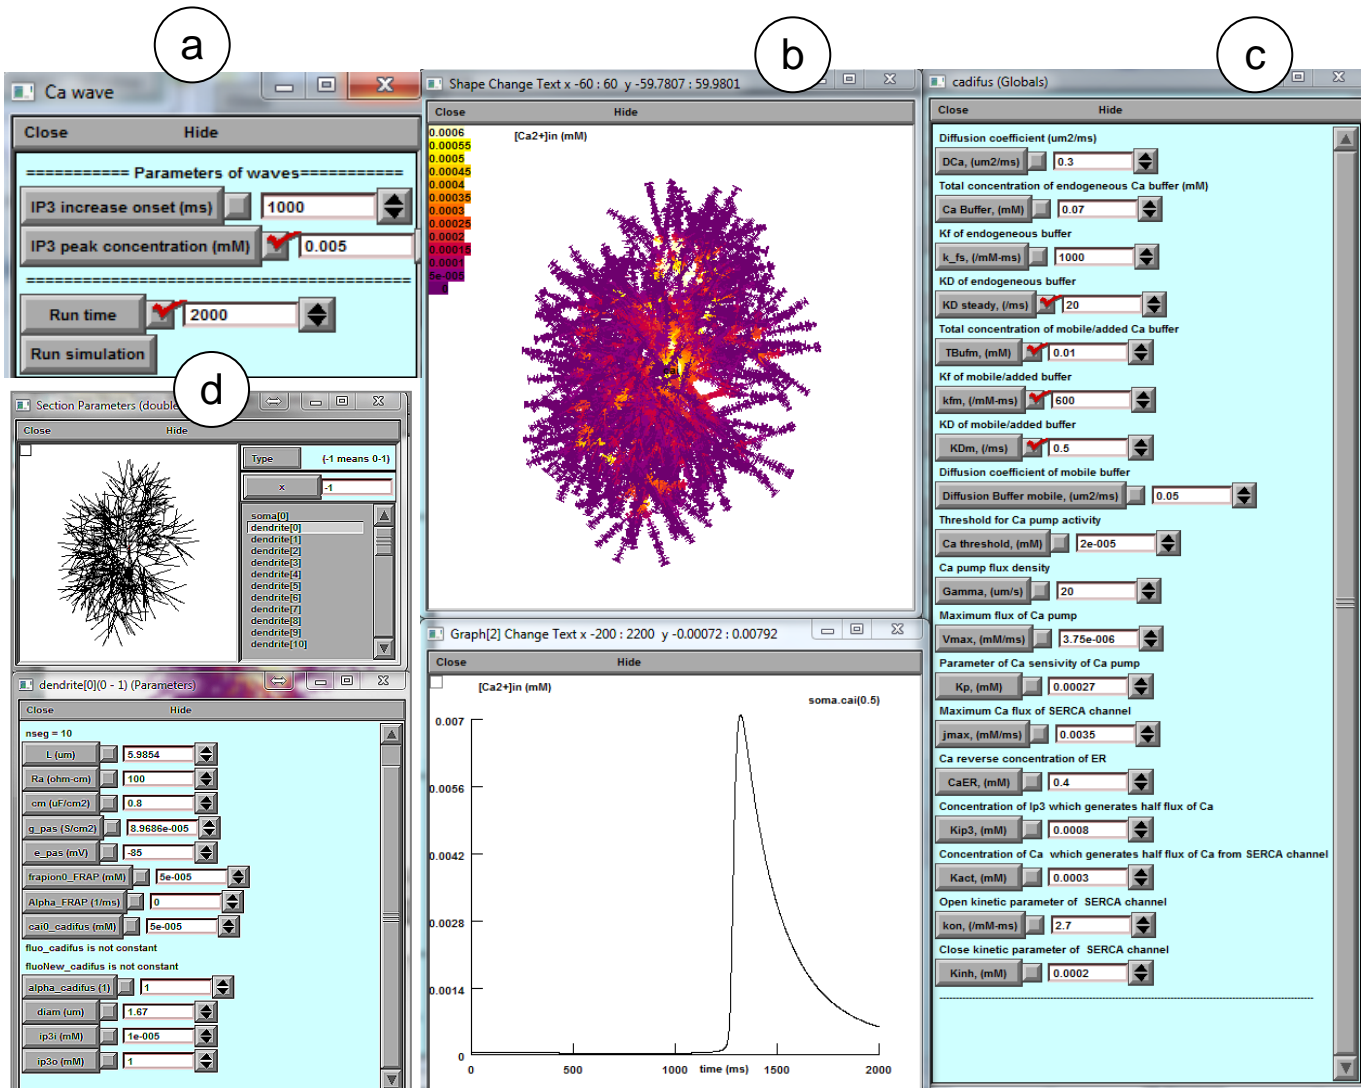 a
Ca wave
Close Hide
=========== Parameters of waves===========
IP3 increase onset (ms) 1000
IP3 peak concentration (mM) 0.005
==========================================
Run time 2000
Run simulation
b
Shape Change Text x -60 : 60 y -59.7807 : 59.9801
Close Hide
[Ca2+]in (mM)
0.0006
0.00055
0.0005
0.00045
0.0004
0.00035
0.0003
0.00025
0.0002
0.00015
0.0001
5e-005
0
c
cadifus (Globals)
Close Hide
Diffusion coefficient (um2/ms)
DCa, (um2/ms) 0.3
Total concentration of endogeneous Ca buffer (mM)
Ca Buffer, (mM) 0.07
Kf of endogeneous buffer
k_fs, (/mM-ms) 1000
KD of endogeneous buffer
KD steady, (/ms) 20
Total concentration of mobile/added Ca buffer
TBufm, (mM) 0.01
Kf of mobile/added buffer
kfm, (/mM-ms) 600
KD of mobile/added buffer
KDm, (/ms) 0.5
Diffusion coefficient of mobile buffer
Diffusion Buffer mobile, (um2/ms) 0.05
Threshold for Ca pump activity
Ca threshold, (mM) 2e-005
Ca pump flux density
Gamma, (um/s) 20
Maximum flux of Ca pump
Vmax, (mM/ms) 3.75e-006
Parameter of Ca sensivity of Ca pump
Kp, (mM) 0.00027
Maximum Ca flux of SERCA channel
jmax, (mM/ms) 0.0035
Ca reverse concentration of ER
CaER, (mM) 0.4
Concentration of Ip3 which generates half flux of Ca
Kip3, (mM) 0.0008
Concentration of Ca which generates half flux of Ca from SERCA channel
Kact, (mM) 0.0003
Open kinetic parameter of SERCA channel
kon, (/mM-ms) 2.7
Close kinetic parameter of SERCA channel
Kinh, (mM) 0.0002
d
Section Parameters (double
Close Hide
Type (-1 means 0-1)
x -1
soma[0]
dendrite[0]
dendrite[1]
dendrite[2]
dendrite[3]
dendrite[4]
dendrite[5]
dendrite[6]
dendrite[7]
dendrite[8]
dendrite[9]
dendrite[10]
dendrite[0](0 - 1) (Parameters)
Close Hide
nseg = 10
L (um) 5.9854
Ra (ohm-cm) 100
cm (uF/cm2) 0.8
g_pas (S/cm2) 8.9686e-005
e_pas (mV) -85
frapion0_FRAP (mM) 5e-005
Alpha_FRAP (1/ms) 0
cai0_cadifus (mM) 5e-005
fluo_cadifus is not constant
fluoNew_cadifus is not constant
alpha_cadifus (1) 1
diam (um) 1.67
ip3i (mM) 1e-005
ip3o (mM) 1
Graph[2] Change Text x -200 : 2200 y -0.00072 : 0.00792
Close Hide
[Ca2+]in (mM)
soma.cai(0.5)
0.007
0.0056
0.0042
0.0028
0.0014
0
0 500 1000 time (ms) 1500 2000